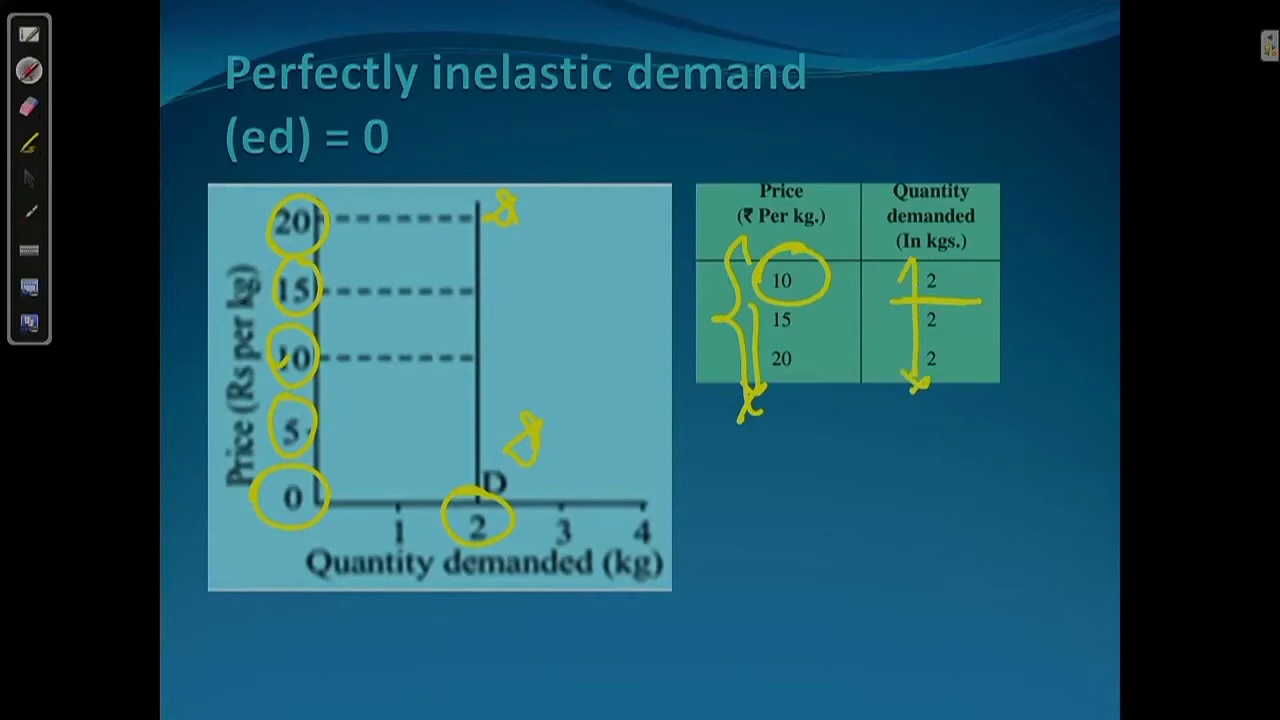 Perfectly inelastic demand
(ed) = 0
20
15
10
5
0
Price (Rs per kg)
D
1 2 3 4
Quantity demanded (kg)
Price
(₹ Per kg.)
Quantity
demanded
(In kgs.)
10 2
15 2
20 2